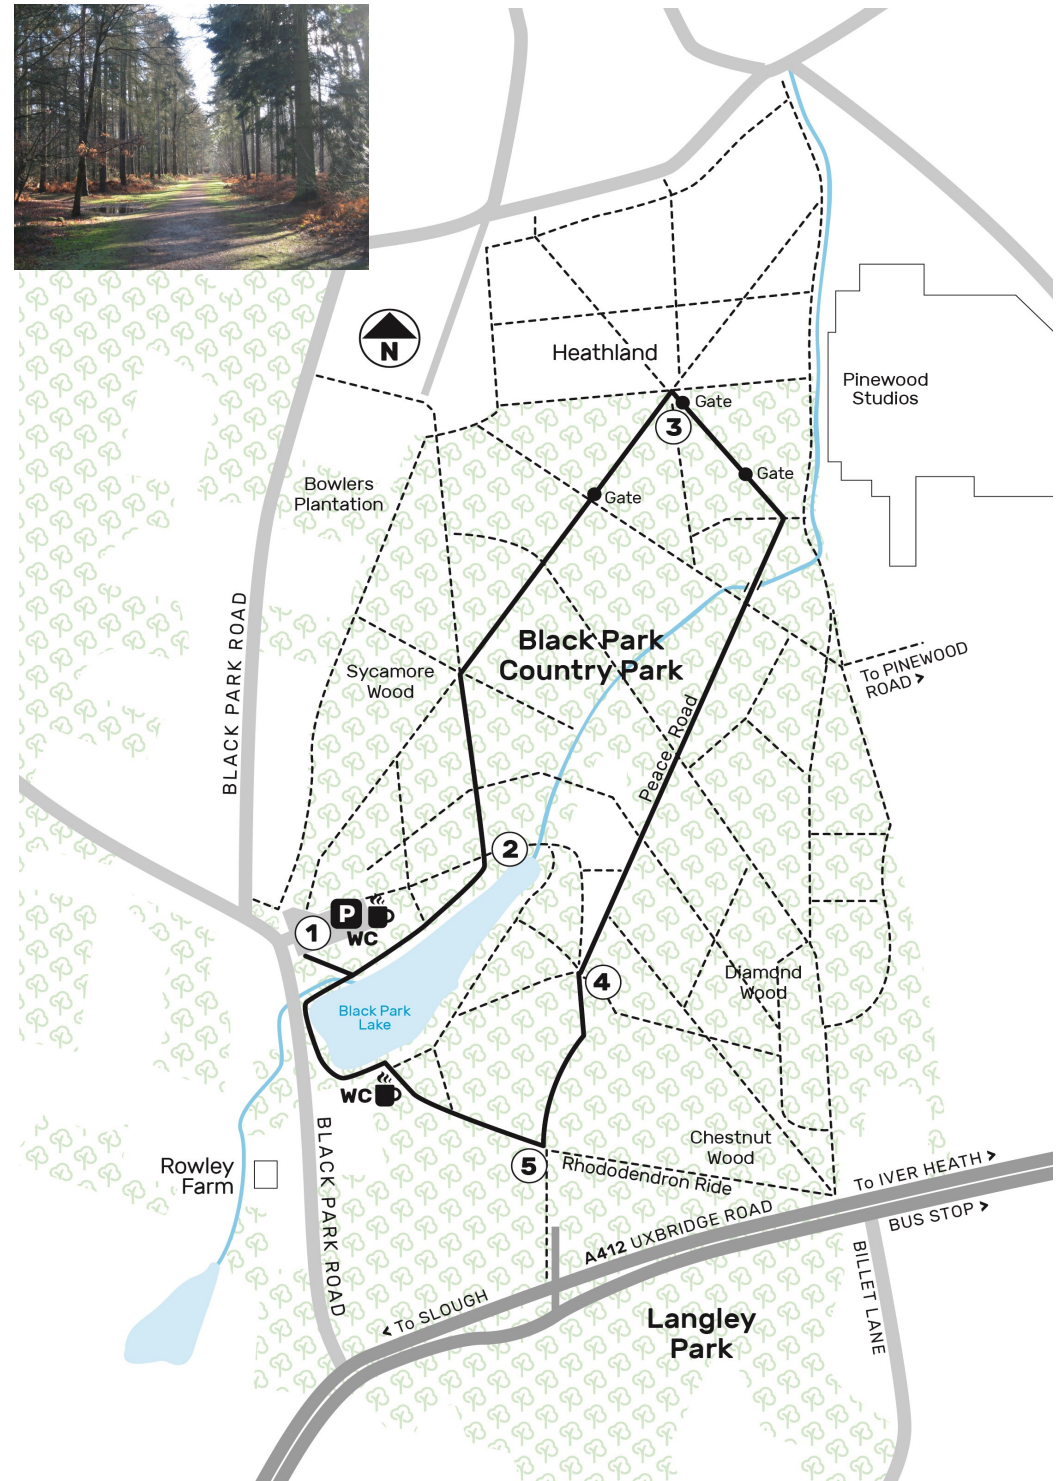 N
Heathland
Pinewood
Studios
Gate
3
Gate
Gate
Bowlers
Plantation
BLACK PARK ROAD
Black Park
Country Park
Sycamore
Wood
To PINEWOOD
ROAD >
Peace Road
2
P
1
WC
4
Diamond
Wood
Black Park
Lake
WC
BLACK PARK ROAD
Rowley
Farm
Chestnut
Wood
5
Rhododendron Ride
To IVER HEATH >
BUS STOP >
A412 UXBRIDGE ROAD
BILLET LANE
< To SLOUGH
Langley
Park